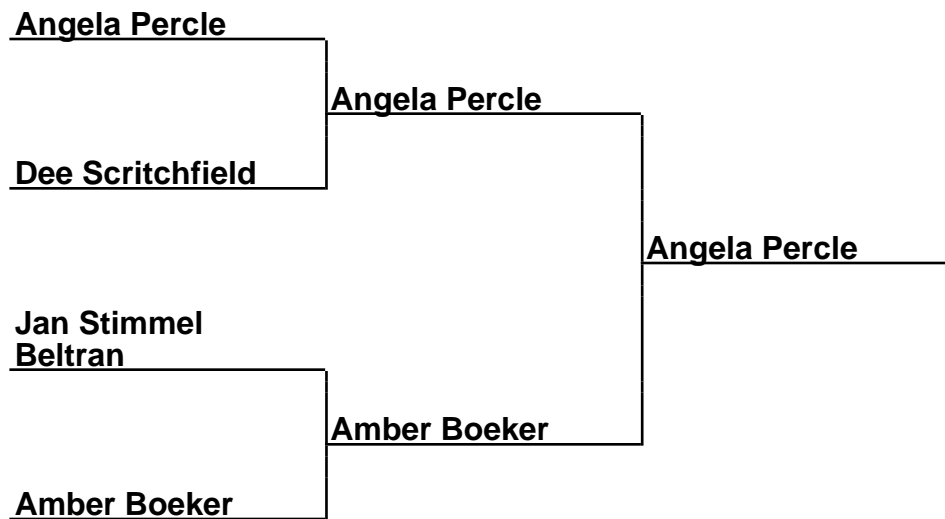 Angela Percle
Angela Percle
Dee Scritchfield
Angela Percle
Jan Stimmel
Beltran
Amber Boeker
Amber Boeker